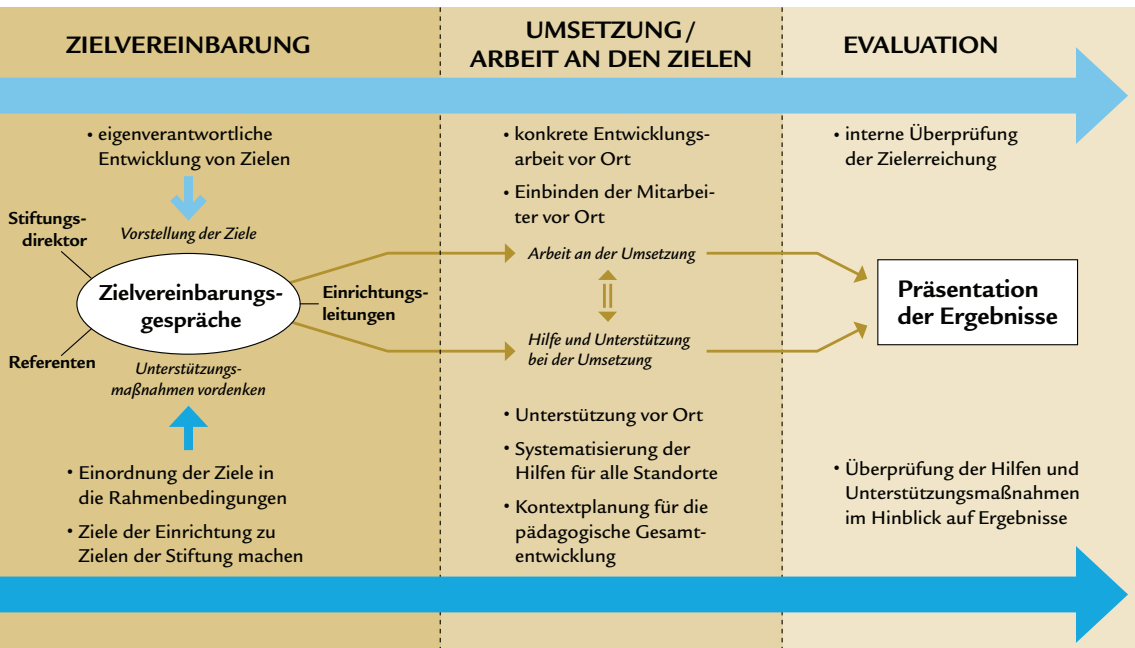 ZIELVEREINBARUNG
• eigenverantwortliche
Entwicklung von Zielen
Vorstellung der Ziele
Stiftungs-
direktor
Zielvereinbarungs-
gespräche
Einrichtungs-
leitungen
Referenten
Unterstützungs-
maßnahmen vordenken
• Einordnung der Ziele in
die Rahmenbedingungen
• Ziele der Einrichtung zu
Zielen der Stiftung machen
UMSETZUNG /
ARBEIT AN DEN ZIELEN
• konkrete Entwicklungs-
arbeit vor Ort
• Einbinden der Mitarbei-
ter vor Ort
Arbeit an der Umsetzung
Hilfe und Unterstützung
bei der Umsetzung
• Unterstützung vor Ort
• Systematisierung der
Hilfen für alle Standorte
• Kontextplanung für die
pädagogische Gesamt-
entwicklung
EVALUATION
• interne Überprüfung
der Zielerreichung
Präsentation
der Ergebnisse
• Überprüfung der Hilfen und
Unterstützungsmaßnahmen
im Hinblick auf Ergebnisse